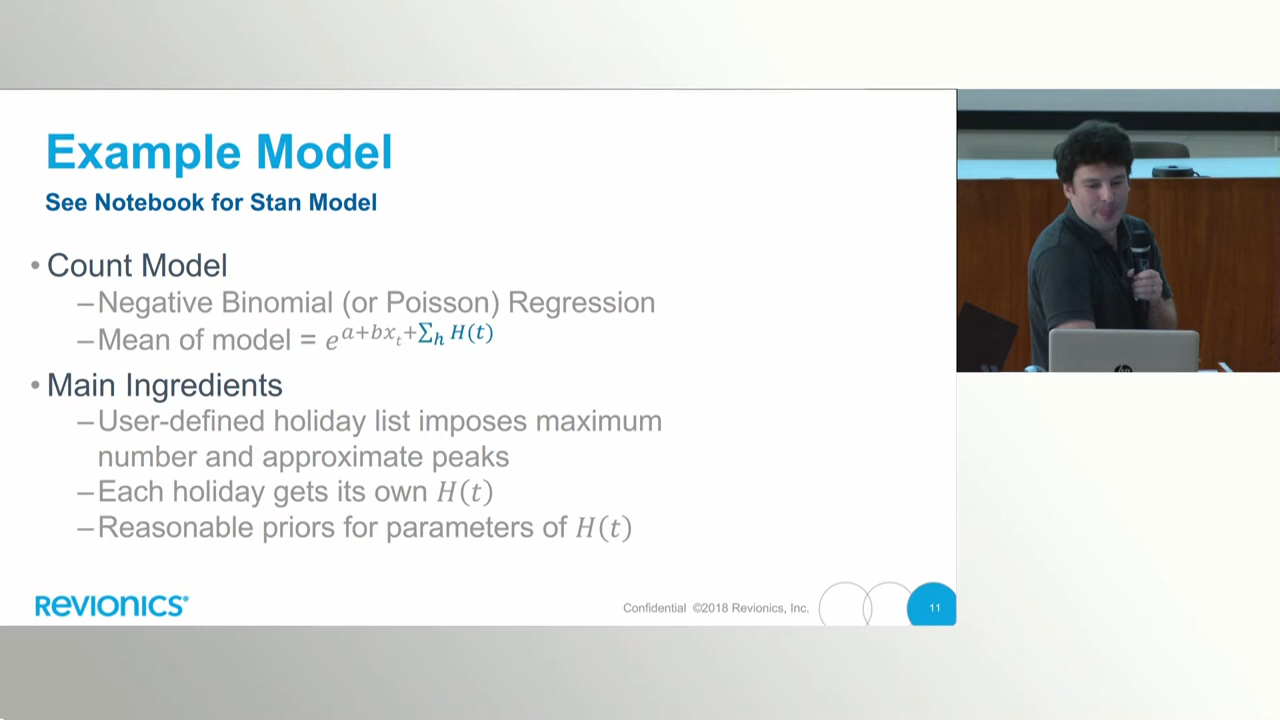 Example Model
See Notebook for Stan Model
• Count Model
– Negative Binomial (or Poisson) Regression
– Mean of model = e^{a+bx_t+∑_h H(t)}
• Main Ingredients
– User-defined holiday list imposes maximum
number and approximate peaks
– Each holiday gets its own H(t)
– Reasonable priors for parameters of H(t)
REVIONICS®
Confidential ©2018 Revionics, Inc.
11
hp